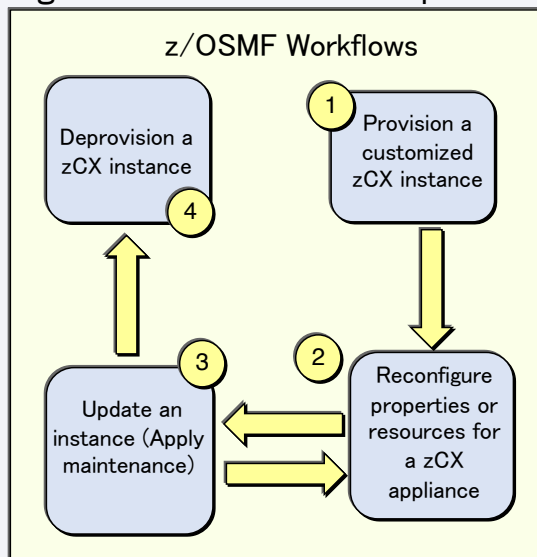 z/OSMF Workflows
1
Provision a
customized
zCX instance
2
Reconfigure
properties or
resources for
a zCX
appliance
3
Update an
instance (Apply
maintenance)
Deprovision a
zCX instance
4